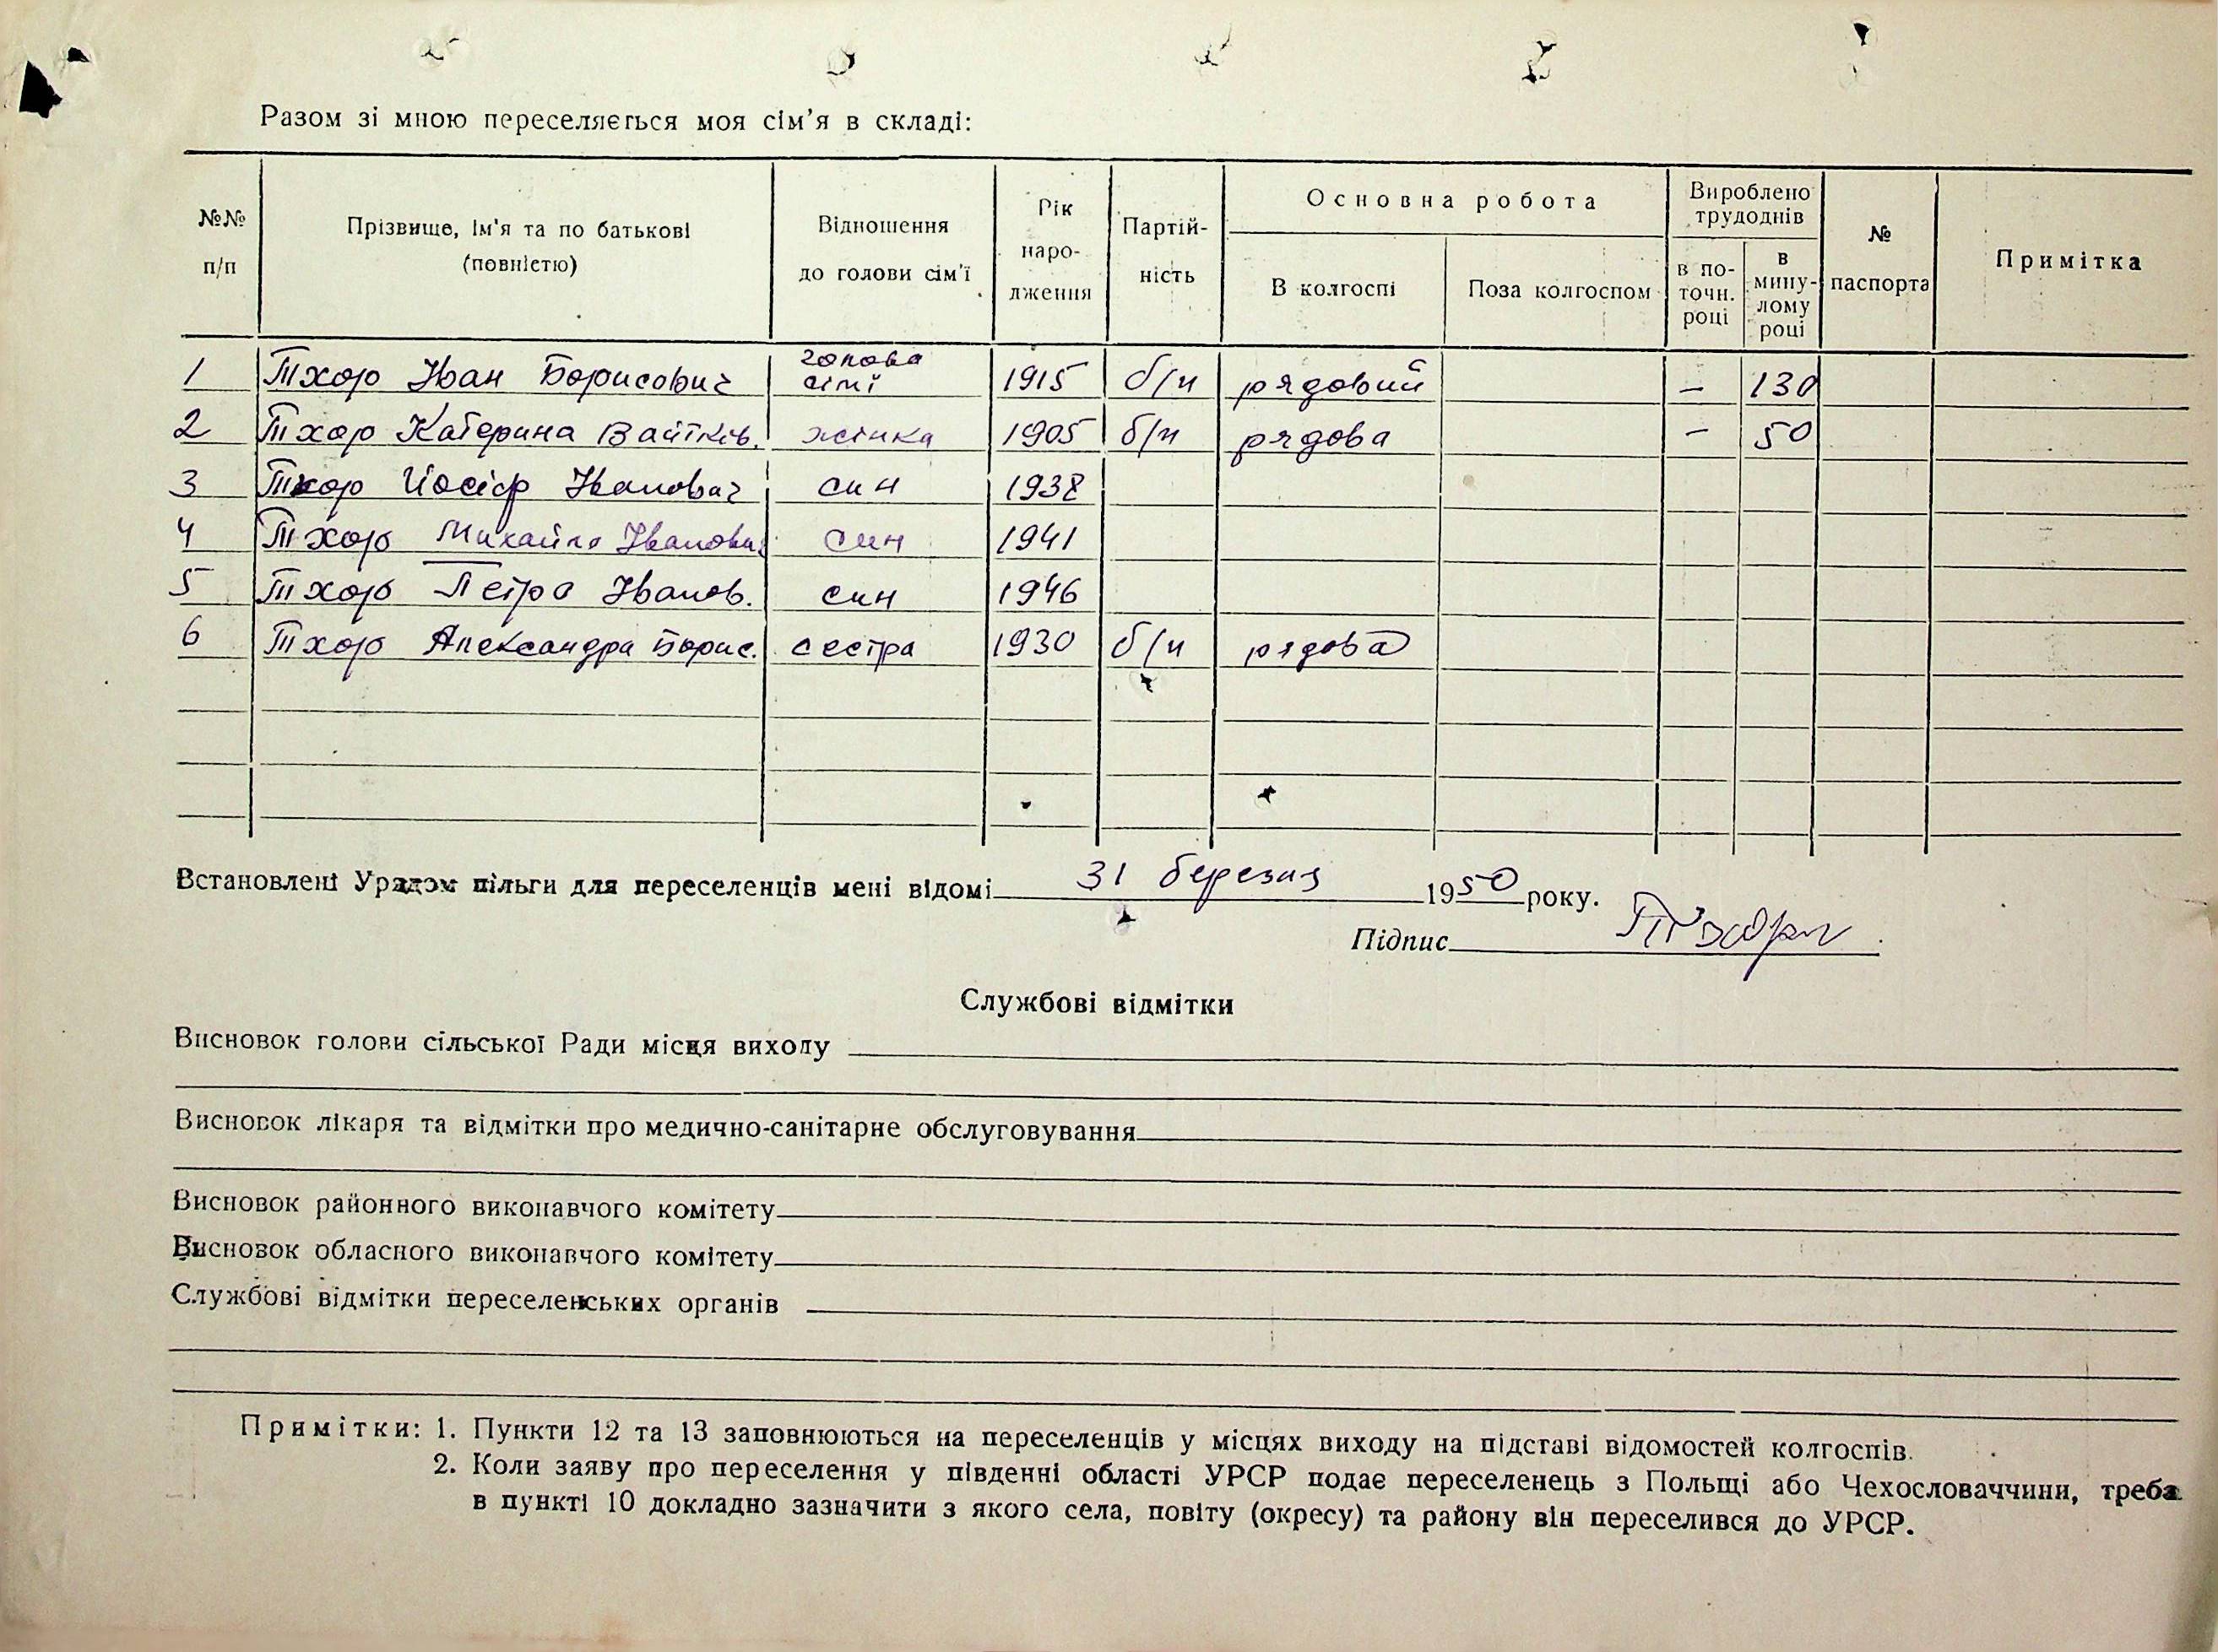 Разом зі мною переселяється моя сім'я в складі:
№№ п/п | Прізвище, ім'я та по батькові (повністю) | Відношення до голови сім'ї | Рік народження | Партійність | Основна робота | Вироблено трудоднів | № паспорта | Примітка
В колгоспі | Поза колгоспом | в поточн. році | в минулому році
1 Тхор Іван Борисович голова сімї 1915 б/п рядовий – 130
2 Тхор Катерина Войтків. жінка 1905 б/п рядова – 50
3 Тхор Йосіф Іванович син 1938
4 Тхор Михайло Іванович син 1941
5 Тхор Петро Іванов. син 1946
6 Тхор Александра Борис. сестра 1930 б/п рядова
Встановлені Урядом пільги для переселенців мені відомі 31 березня 1950 року.
Підпис
Службові відмітки
Висновок голови сільської Ради місця виходу
Висновок лікаря та відмітки про медично-санітарне обслуговування
Висновок районного виконавчого комітету
Висновок обласного виконавчого комітету
Службові відмітки переселенських органів
Примітки: 1. Пункти 12 та 13 заповнюються на переселенців у місцях виходу на підставі відомостей колгоспів.
2. Коли заяву про переселення у південні області УРСР подає переселенець з Польщі або Чехословаччини, треба
в пункті 10 докладно зазначити з якого села, повіту (окресу) та району він переселився до УРСР.